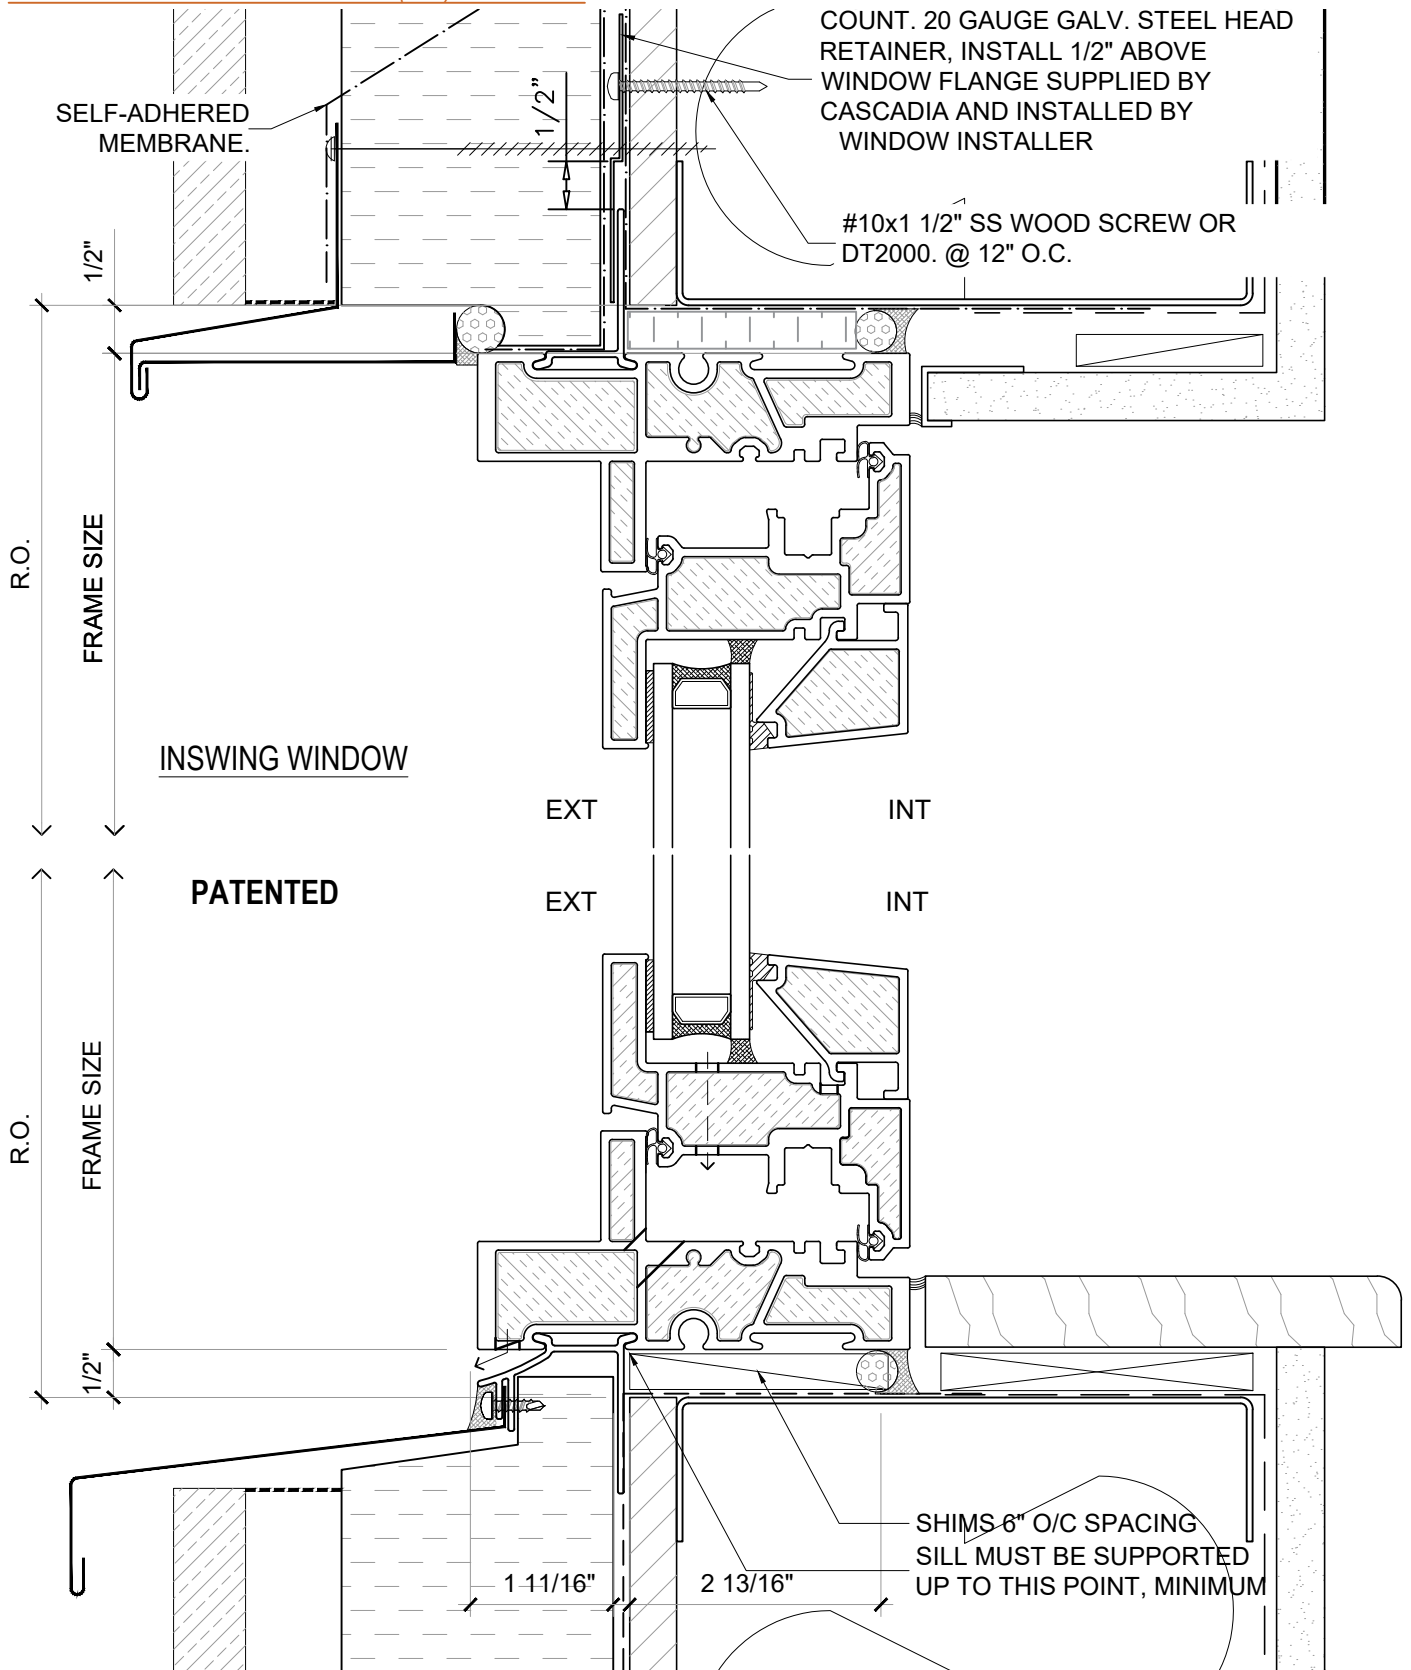 COUNT. 20 GAUGE GALV. STEEL HEAD
RETAINER, INSTALL 1/2" ABOVE
WINDOW FLANGE SUPPLIED BY
CASCADIA AND INSTALLED BY
WINDOW INSTALLER
SELF-ADHERED
MEMBRANE.
1/2"
#10x1 1/2" SS WOOD SCREW OR
DT2000. @ 12" O.C.
1/2"
R.O.
FRAME SIZE
INSWING WINDOW
EXT
INT
PATENTED
EXT
INT
R.O.
FRAME SIZE
1/2"
SHIMS 6" O/C SPACING
SILL MUST BE SUPPORTED
UP TO THIS POINT, MINIMUM
1 11/16"
2 13/16"